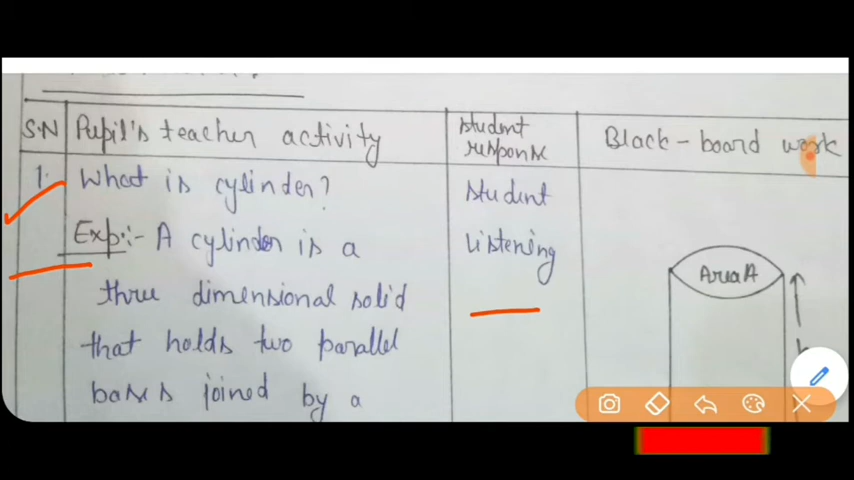 S.N Pupil's teacher activity student response Black-board work
1. What is cylinder? student
Exp:- A cylinder is a Listening
three dimensional solid Area A
that holds two parallel h
bases joined by a